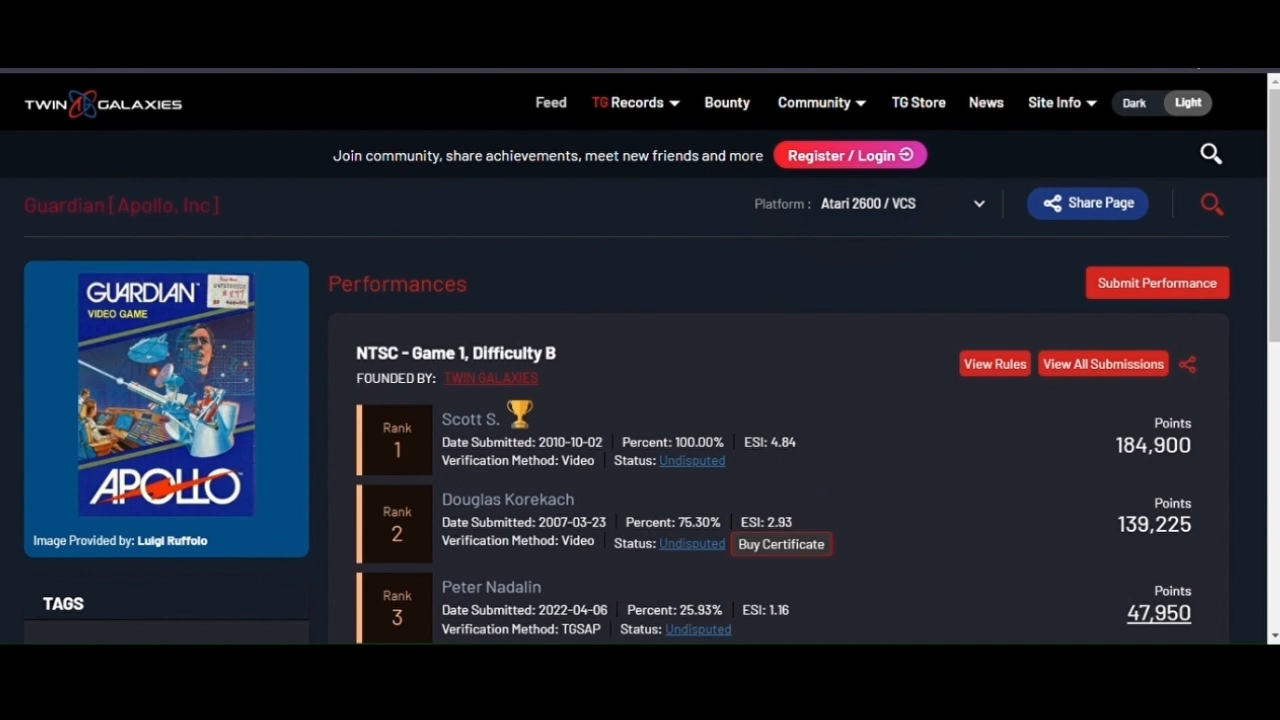 TWIN GALAXIES
Feed TG Records Bounty Community TG Store News Site Info Dark Light
Join community, share achievements, meet new friends and more Register / Login
Guardian [Apollo, Inc]
Platform : Atari 2600 / VCS Share Page
GUARDIAN
VIDEO GAME
APOLLO
Image Provided by: Luigi Ruffolo
TAGS
Performances
Submit Performance
NTSC - Game 1, Difficulty B
View Rules View All Submissions
FOUNDED BY: TWIN GALAXIES
Rank
1
Scott S.
Date Submitted: 2010-10-02 Percent: 100.00% ESI: 4.84
Verification Method: Video Status: Undisputed
Points
184,900
Rank
2
Douglas Korekach
Date Submitted: 2007-03-23 Percent: 75.30% ESI: 2.93
Verification Method: Video Status: Undisputed Buy Certificate
Points
139,225
Rank
3
Peter Nadalin
Date Submitted: 2022-04-06 Percent: 25.93% ESI: 1.16
Verification Method: TGSAP Status: Undisputed
Points
47,950